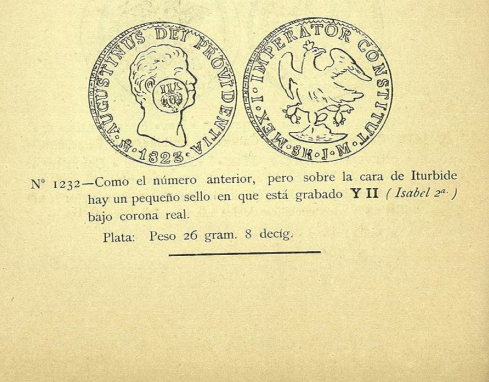 AUGUSTINUS DEI PROVIDENTIA · 1823 ·
MEX · I · IMPERATOR CONSTITUT · 8R · J · M ·
Nº 1232—Como el número anterior, pero sobre la cara de Iturbide
hay un pequeño sello en que está grabado Y II ( Isabel 2ª )
bajo corona real.
Plata: Peso 26 gram. 8 decíg.